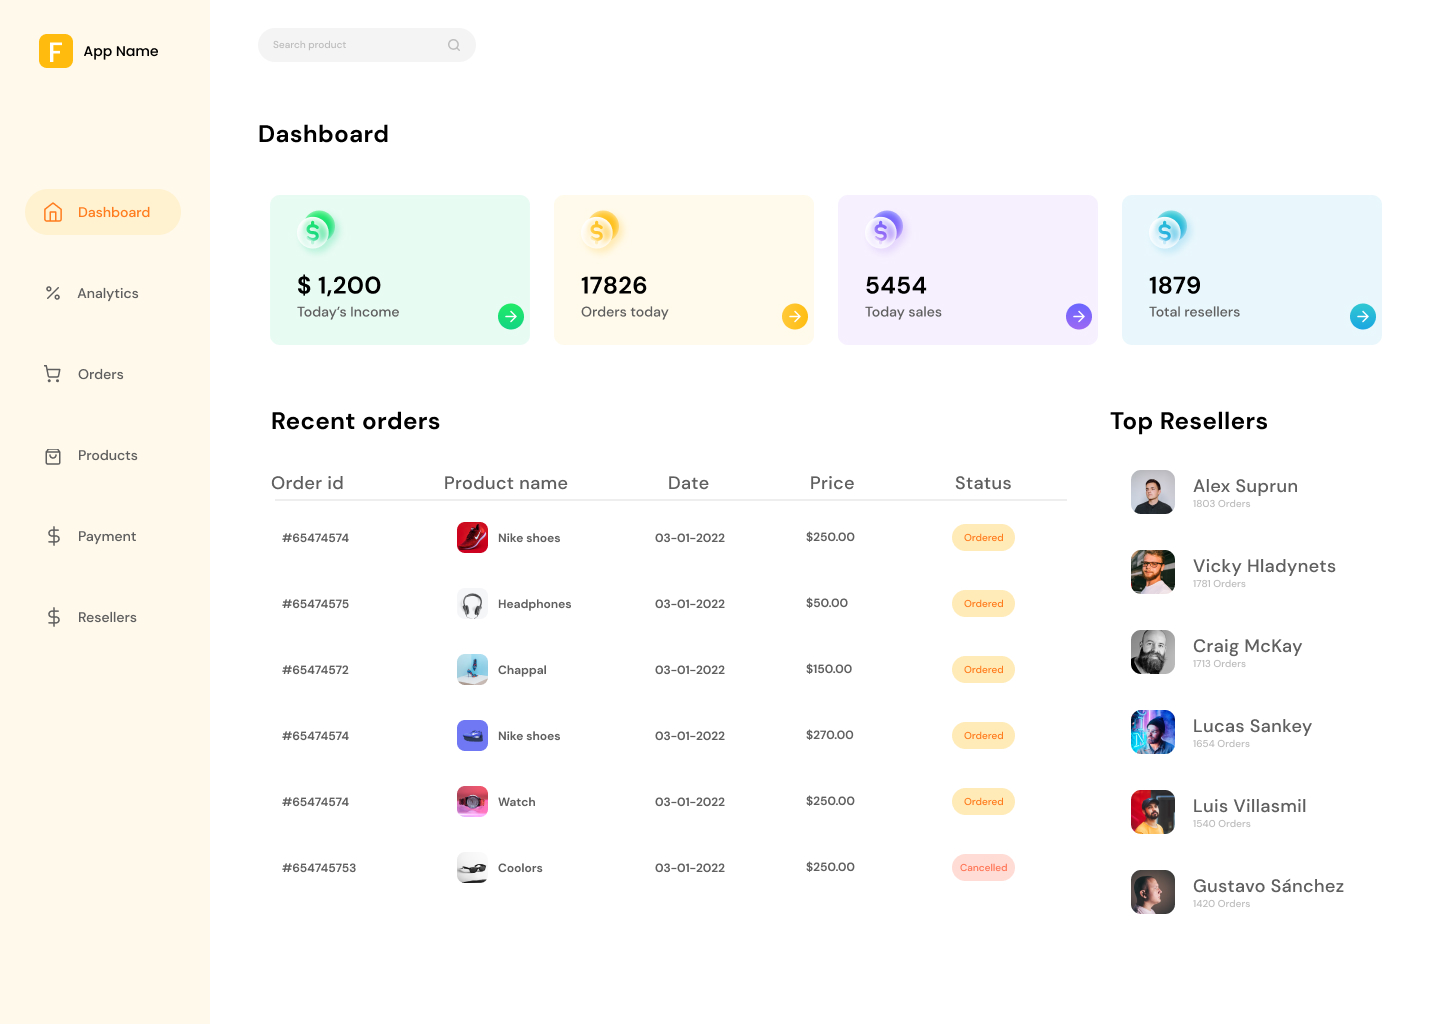 F App Name
Search product
Dashboard
Dashboard
Analytics
Orders
Products
Payment
Resellers
$ 1,200
Today’s Income
17826
Orders today
5454
Today sales
1879
Total resellers
Recent orders
Order id Product name Date Price Status
#65474574 Nike shoes 03-01-2022 $250.00 Ordered
#65474575 Headphones 03-01-2022 $50.00 Ordered
#65474572 Chappal 03-01-2022 $150.00 Ordered
#65474574 Nike shoes 03-01-2022 $270.00 Ordered
#65474574 Watch 03-01-2022 $250.00 Ordered
#654745753 Coolors 03-01-2022 $250.00 Cancelled
Top Resellers
Alex Suprun
1803 Orders
Vicky Hladynets
1781 Orders
Craig McKay
1713 Orders
Lucas Sankey
1654 Orders
Luis Villasmil
1540 Orders
Gustavo Sánchez
1420 Orders